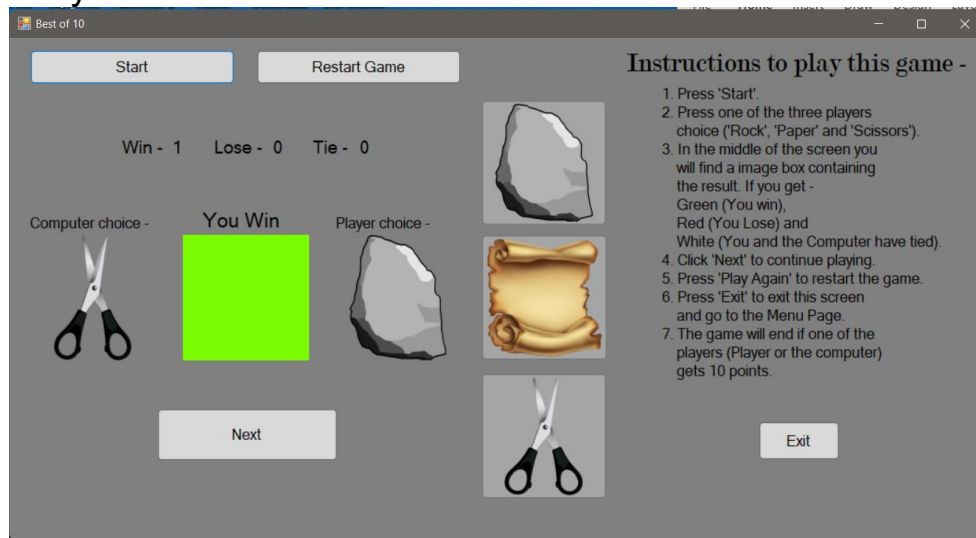 Best of 10
Start
Restart Game
Win - 1 Lose - 0 Tie - 0
Computer choice -
You Win
Player choice -
Next
Instructions to play this game -
1. Press 'Start'.
2. Press one of the three players
choice ('Rock', 'Paper' and 'Scissors').
3. In the middle of the screen you
will find a image box containing
the result. If you get -
Green (You win),
Red (You Lose) and
White (You and the Computer have tied).
4. Click 'Next' to continue playing.
5. Press 'Play Again' to restart the game.
6. Press 'Exit' to exit this screen
and go to the Menu Page.
7. The game will end if one of the
players (Player or the computer)
gets 10 points.
Exit